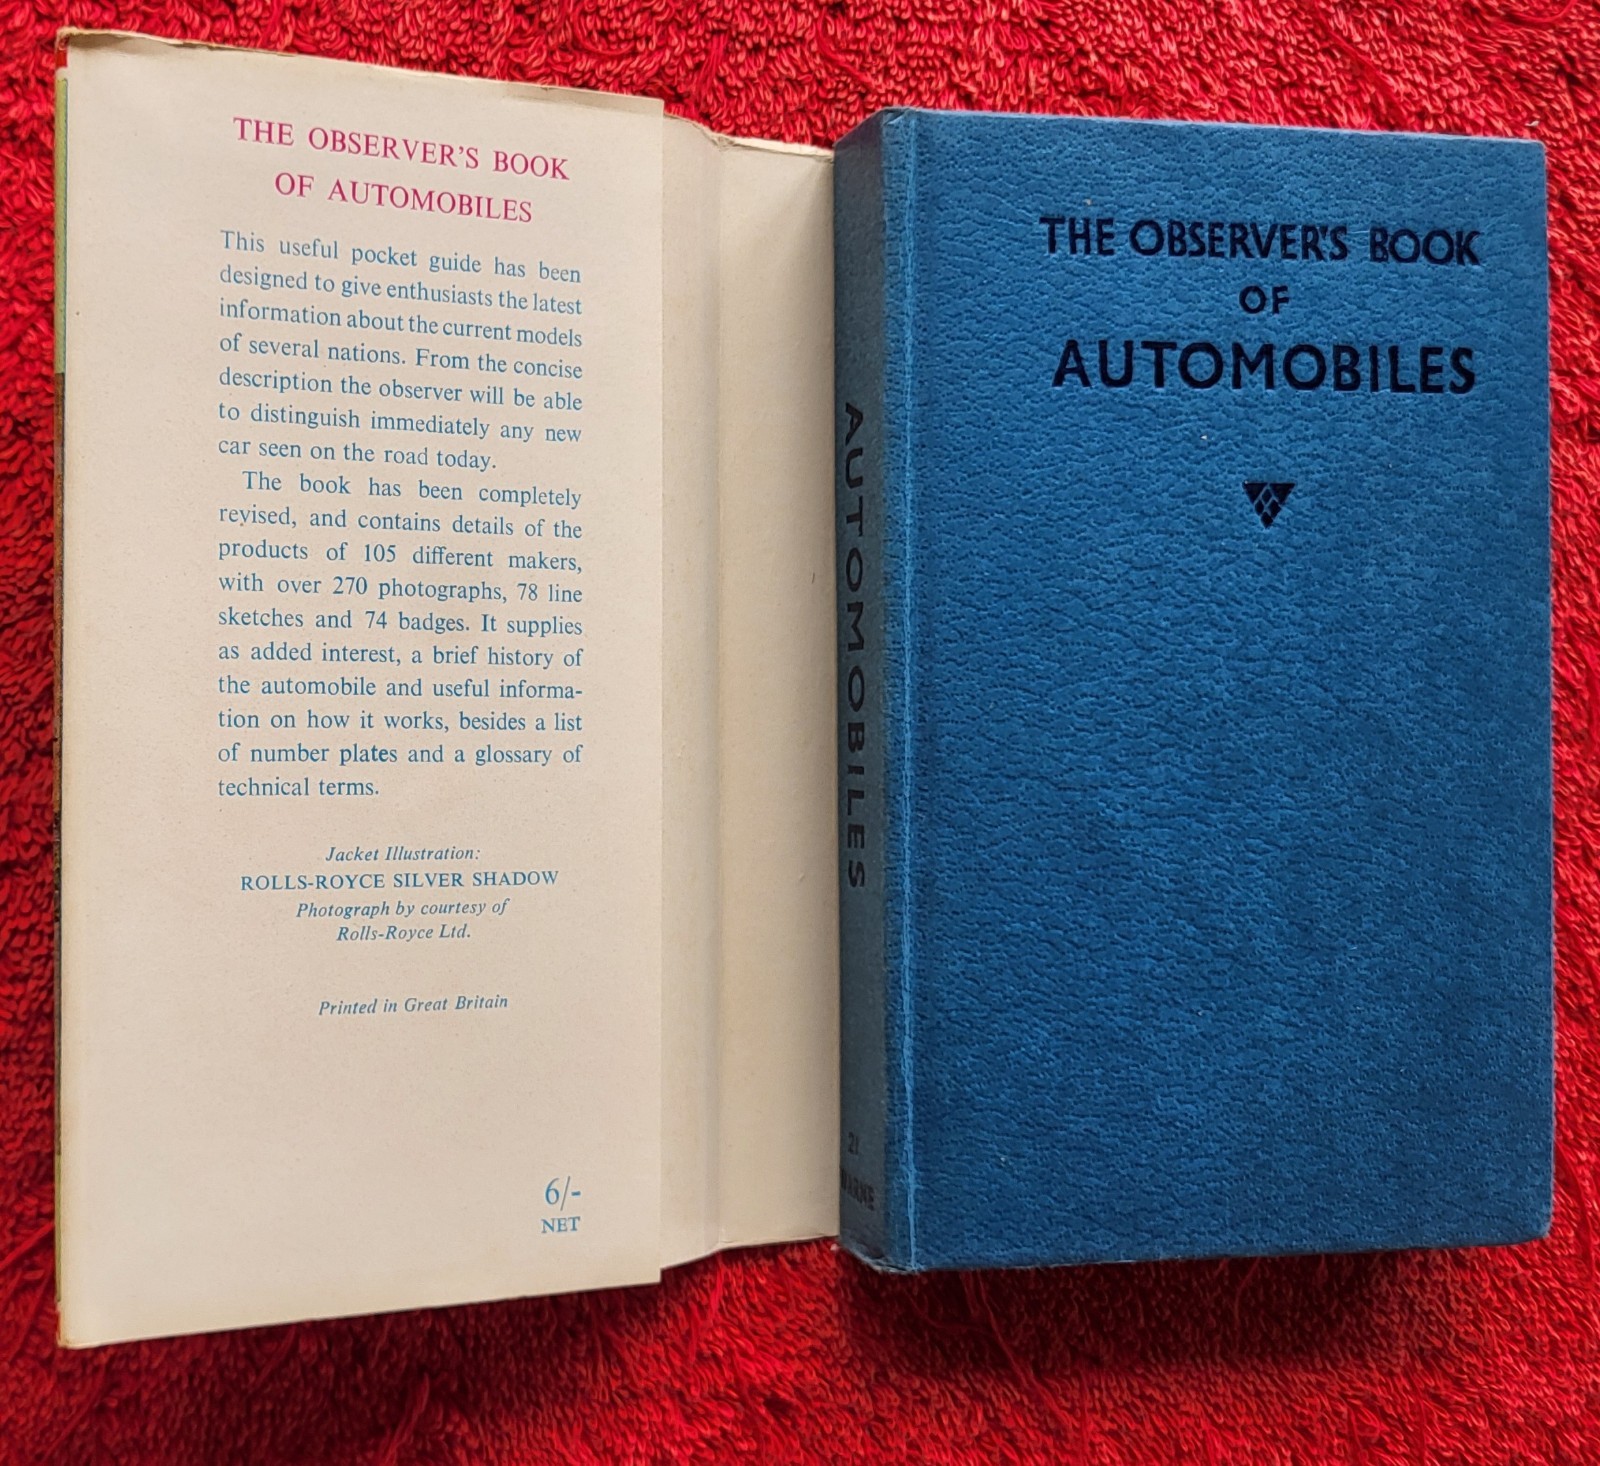 THE OBSERVER'S BOOK
OF AUTOMOBILES
This useful pocket guide has been
designed to give enthusiasts the latest
information about the current models
of several nations. From the concise
description the observer will be able
to distinguish immediately any new
car seen on the road today.
The book has been completely
revised, and contains details of the
products of 105 different makers,
with over 270 photographs, 78 line
sketches and 74 badges. It supplies
as added interest, a brief history of
the automobile and useful informa-
tion on how it works, besides a list
of number plates and a glossary of
technical terms.
Jacket Illustration:
ROLLS-ROYCE SILVER SHADOW
Photograph by courtesy of
Rolls-Royce Ltd.
Printed in Great Britain
6/-
NET
AUTOMOBILES
21
WARNE
THE OBSERVER'S BOOK
OF
AUTOMOBILES